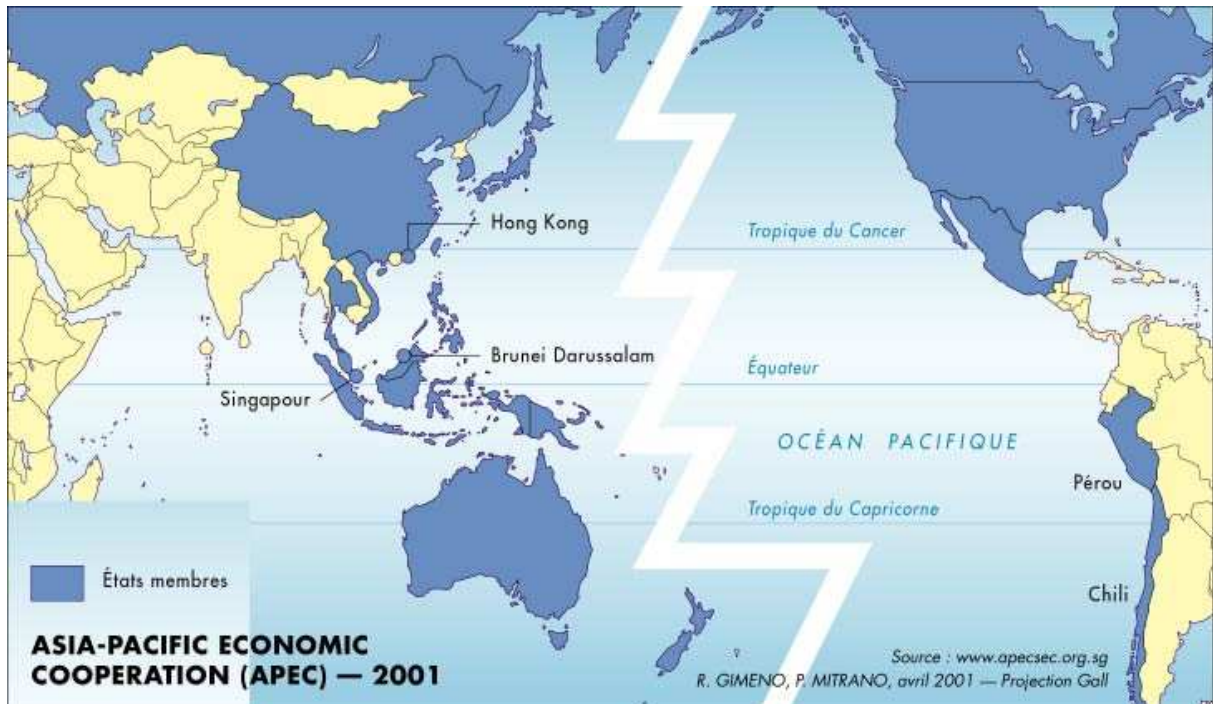 Hong Kong
Tropique du Cancer
Brunei Darussalam
Équateur
Singapour
OCÉAN PACIFIQUE
Pérou
Tropique du Capricorne
États membres
Chili
ASIA-PACIFIC ECONOMIC
COOPERATION (APEC) — 2001
Source : www.apecsec.org.sg
R. GIMENO, P. MITRANO, avril 2001 — Projection Gall